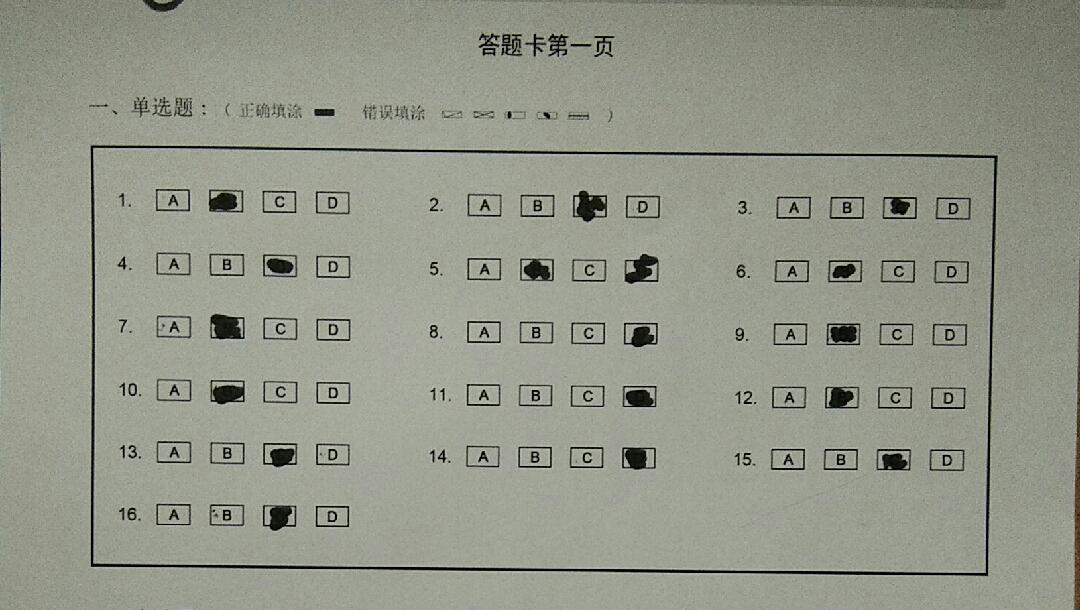 答题卡第一页
一、单选题：（ 正确填涂 错误填涂 ）
1. A C D 2. A B D 3. A B D
4. A B D 5. A C 6. A C D
7. A C D 8. A B C 9. A C D
10. A C D 11. A B C 12. A C D
13. A B D 14. A B C 15. A B D
16. A B D